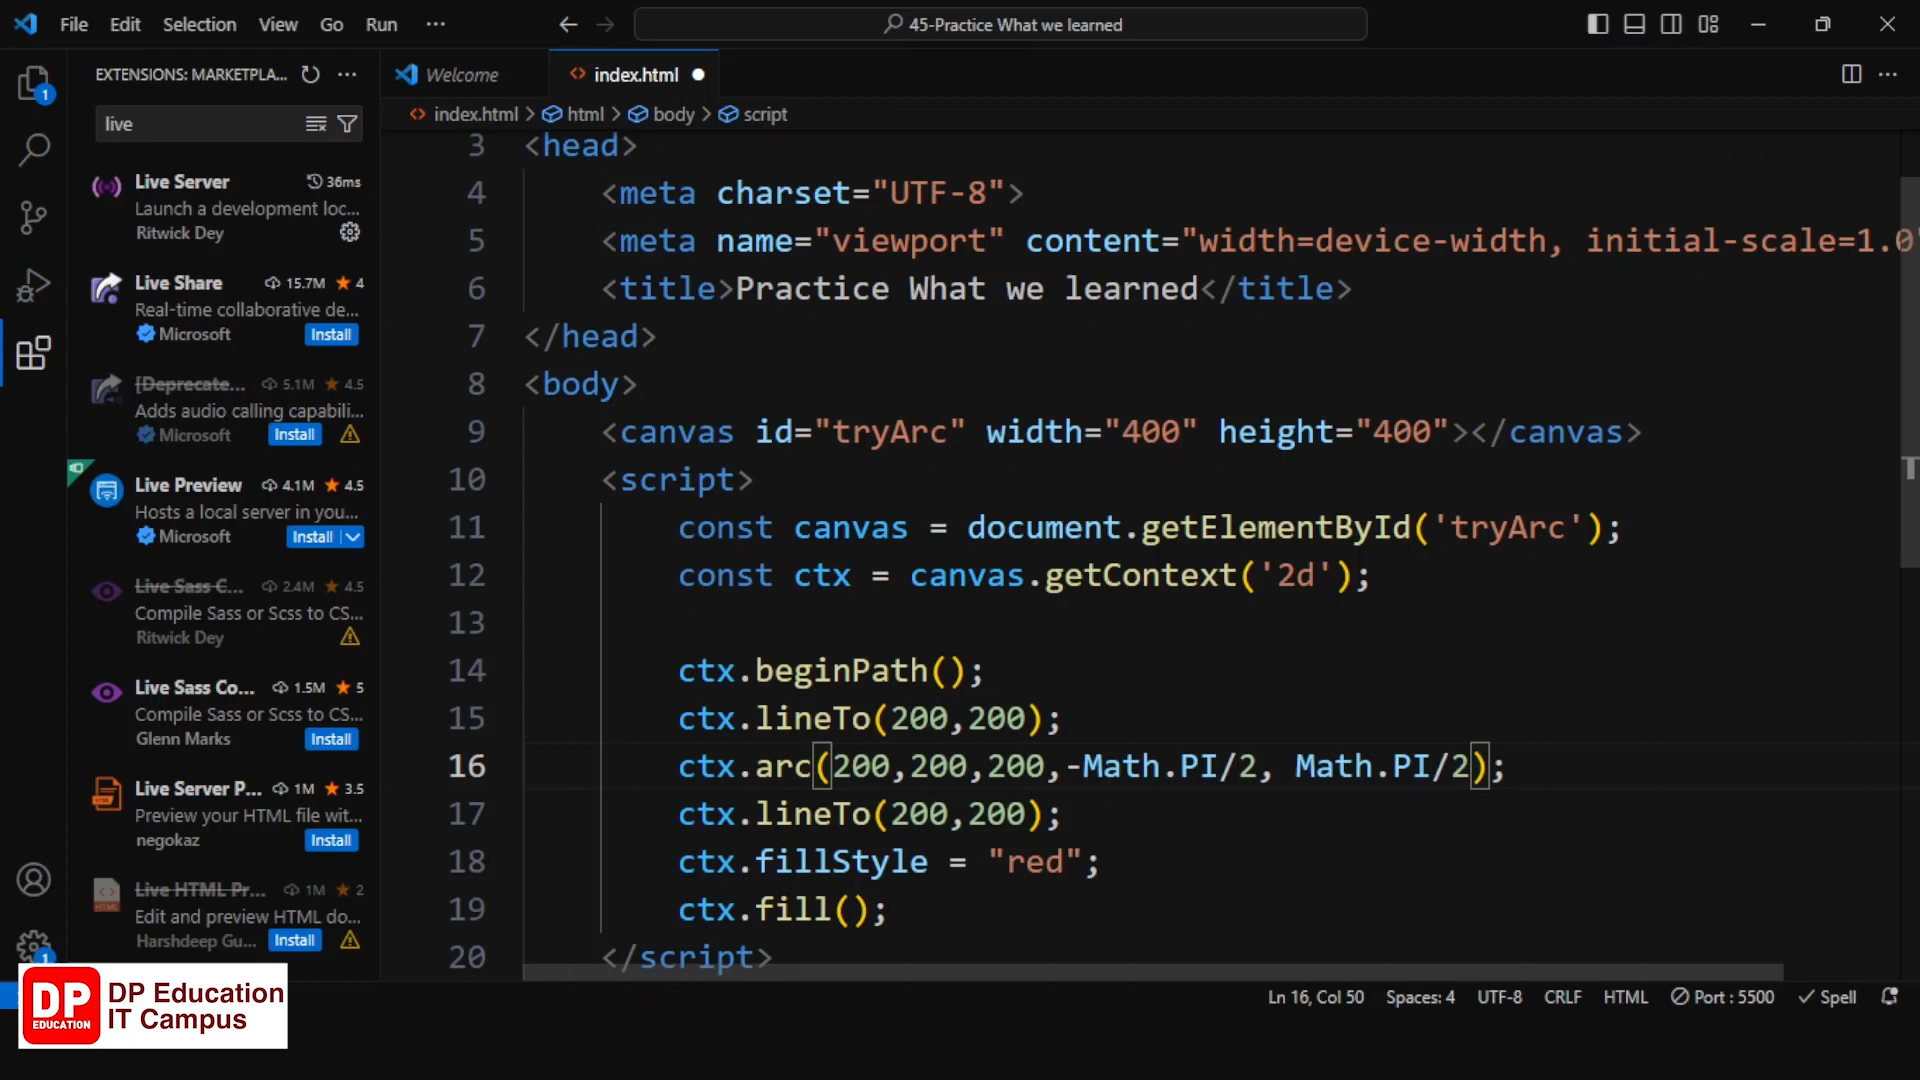 File Edit Selection View Go Run ···
45-Practice What we learned
EXTENSIONS: MARKETPLA...
live
Live Server 36ms
Launch a development loc...
Ritwick Dey
Live Share 15.7M 4
Real-time collaborative de...
Microsoft Install
[Deprecate... 5.1M 4.5
Adds audio calling capabili...
Microsoft Install
Live Preview 4.1M 4.5
Hosts a local server in you...
Microsoft Install
Live Sass C... 2.4M 4.5
Compile Sass or Scss to CS...
Ritwick Dey
Live Sass Co... 1.5M 5
Compile Sass or Scss to CS...
Glenn Marks Install
Live Server P... 1M 3.5
Preview your HTML file wit...
negokaz Install
Live HTML Pr... 1M 2
Edit and preview HTML do...
Harshdeep Gu... Install
1
1
Welcome index.html
index.html > html > body > script
3 <head>
4 <meta charset="UTF-8">
5 <meta name="viewport" content="width=device-width, initial-scale=1.0"
6 <title>Practice What we learned</title>
7 </head>
8 <body>
9 <canvas id="tryArc" width="400" height="400"></canvas>
10 <script>
11 const canvas = document.getElementById('tryArc');
12 const ctx = canvas.getContext('2d');
13
14 ctx.beginPath();
15 ctx.lineTo(200,200);
16 ctx.arc(200,200,200,-Math.PI/2, Math.PI/2);
17 ctx.lineTo(200,200);
18 ctx.fillStyle = "red";
19 ctx.fill();
20 </script>
Ln 16, Col 50 Spaces: 4 UTF-8 CRLF HTML Port : 5500 Spell
DP EDUCATION
DP Education
IT Campus